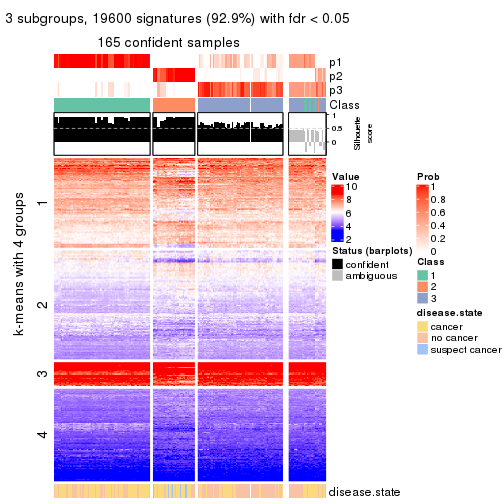 3 subgroups, 19600 signatures (92.9%) with fdr < 0.05
165 confident samples
p1
p2
p3
Class
1
0.5
0
Silhouette
score
k-means with 4 groups
1
2
3
4
disease.state
Value
10
8
6
4
2
Prob
1
0.8
0.6
0.4
0.2
0
Status (barplots)
confident
ambiguous
Class
1
2
3
disease.state
cancer
no cancer
suspect cancer